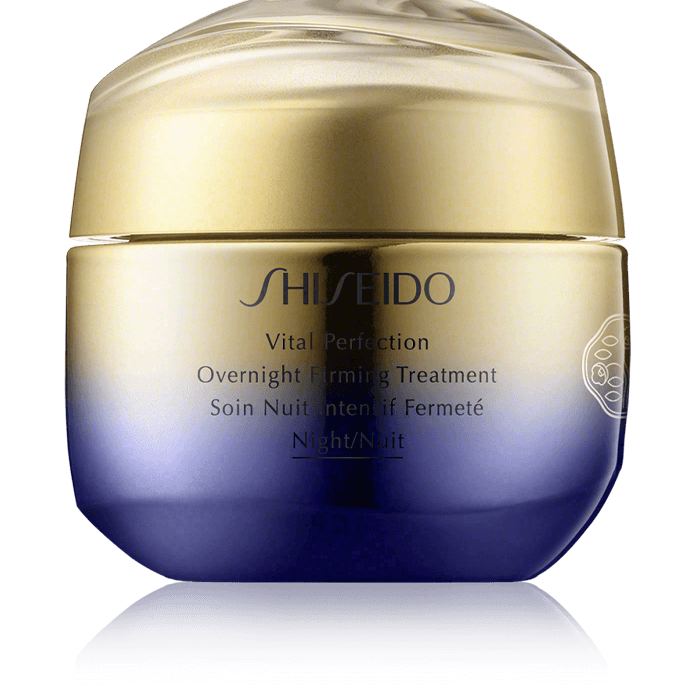 SHISEIDO
Vital Perfection
Overnight Firming Treatment
Soin Nuit Intensif Fermeté
Night/Nuit